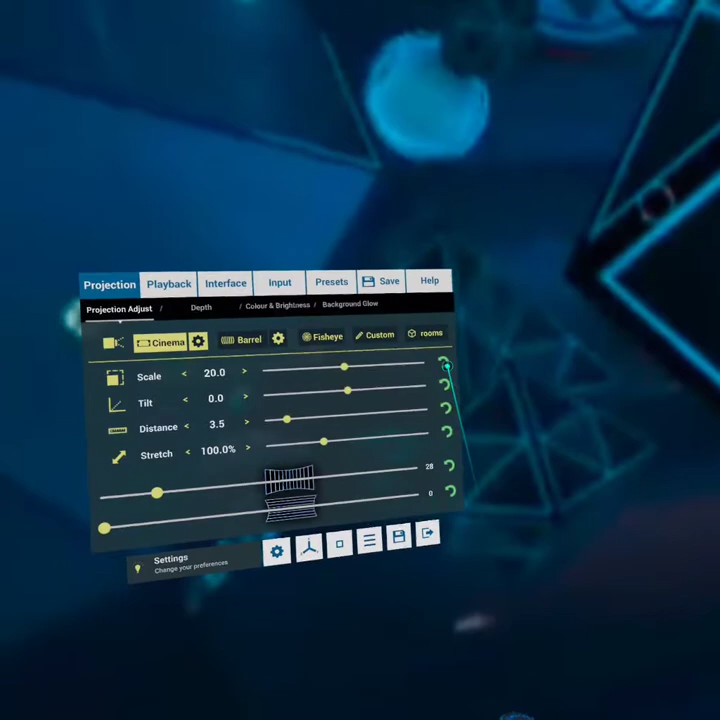 Projection Playback Interface Input Presets Save Help
Projection Adjust / Depth / Colour & Brightness / Background Glow
Cinema Barrel Fisheye Custom rooms
Scale < 20.0 >
Tilt < 0.0 >
Distance < 3.5 >
Stretch < 100.0% >
28
0
Settings
Change your preferences